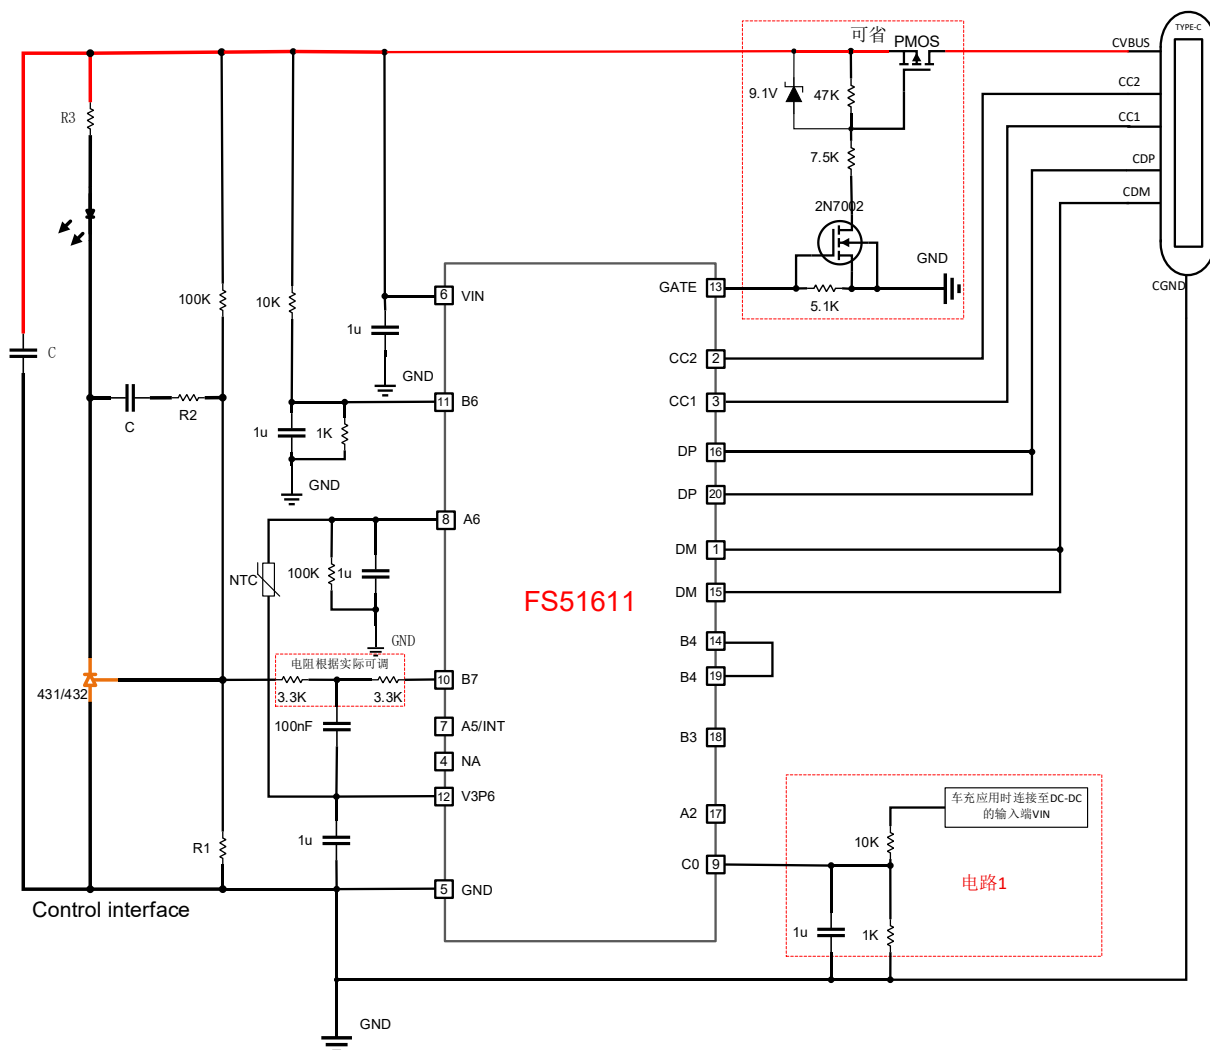 TYPE-C
可省
PMOS
CVBUS
CC2
9.1V
47K
R3
CC1
7.5K
CDP
CDM
2N7002
GND
CGND
GATE
13
5.1K
100K
10K
6
VIN
1u
C
GND
CC2
2
C
R2
11
B6
CC1
3
1u
1K
DP
16
GND
DP
20
8
A6
NTC
100K
1u
DM
1
FS51611
DM
15
GND
B4
14
电阻根据实际可调
431/432
3.3K
3.3K
10
B7
B4
19
100nF
7
A5/INT
B3
18
4
NA
12
V3P6
车充应用时连接至DC-DC
的输入端VIN
A2
17
R1
1u
10K
C0
9
电路1
5
GND
Control interface
1u
1K
GND